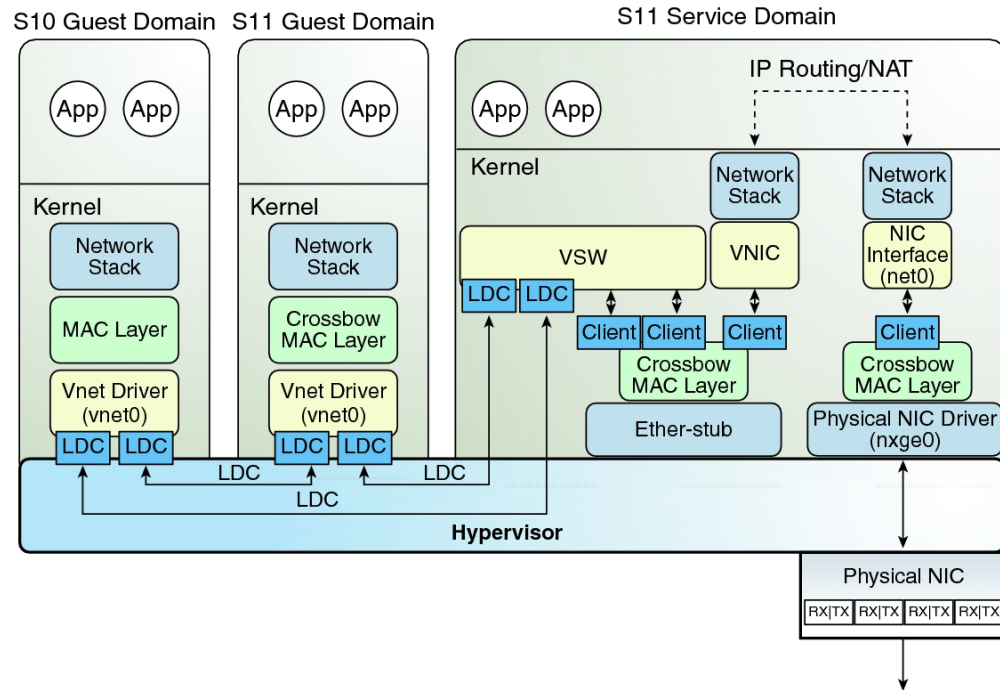 S10 Guest Domain
S11 Guest Domain
S11 Service Domain
App
App
App
App
App
App
IP Routing/NAT
Kernel
Kernel
Kernel
Network
Stack
MAC Layer
Vnet Driver
(vnet0)
LDC
LDC
Network
Stack
Crossbow
MAC Layer
Vnet Driver
(vnet0)
LDC
LDC
VSW
LDC
LDC
Network
Stack
VNIC
Client
Client
Client
Crossbow
MAC Layer
Ether-stub
Network
Stack
NIC
Interface
(net0)
Client
Crossbow
MAC Layer
Physical NIC Driver
(nxge0)
LDC
LDC
LDC
Hypervisor
Physical NIC
RX|TX
RX|TX
RX|TX
RX|TX